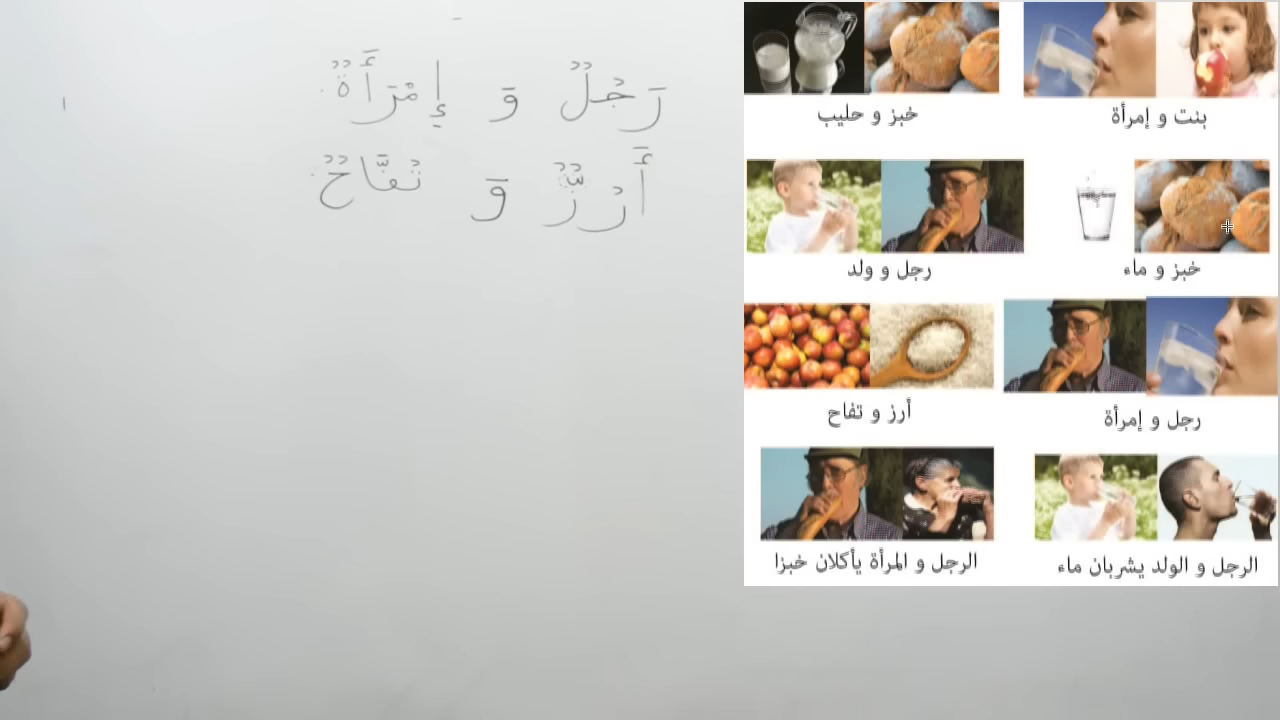 رَجُلٌ وَ إِمْرَأَةٌ
أَرُزٌّ وَ تُفَّاحٌ
بنت و إمرأة
خبز و حليب
خبز و ماء
رجل و ولد
رجل و إمرأة
أرز و تفاح
الرجل و الولد يشربان ماء
الرجل و المرأة يأكلان خبزا